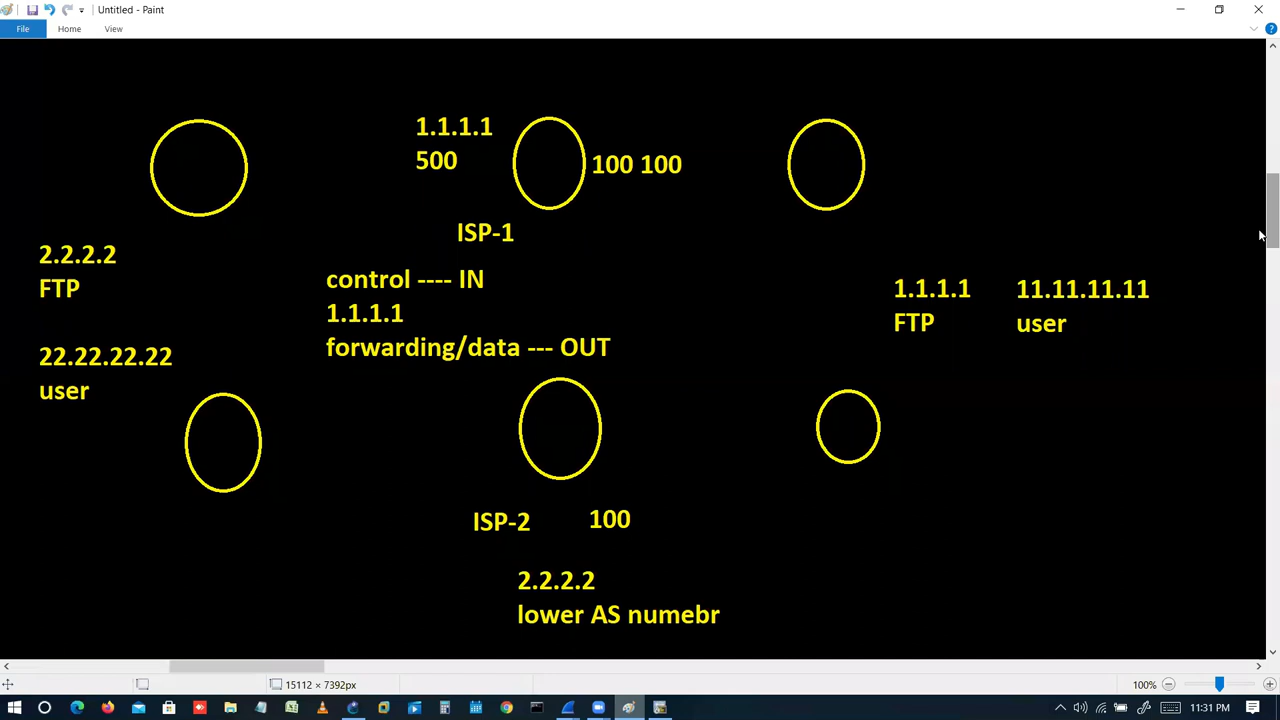 Untitled - Paint
File Home View
1.1.1.1
500
100 100
ISP-1
2.2.2.2
FTP
control ---- IN
1.1.1.1
forwarding/data --- OUT
1.1.1.1
FTP
11.11.11.11
user
22.22.22.22
user
ISP-2
100
2.2.2.2
lower AS numebr
15112 × 7392px
100%
11:31 PM